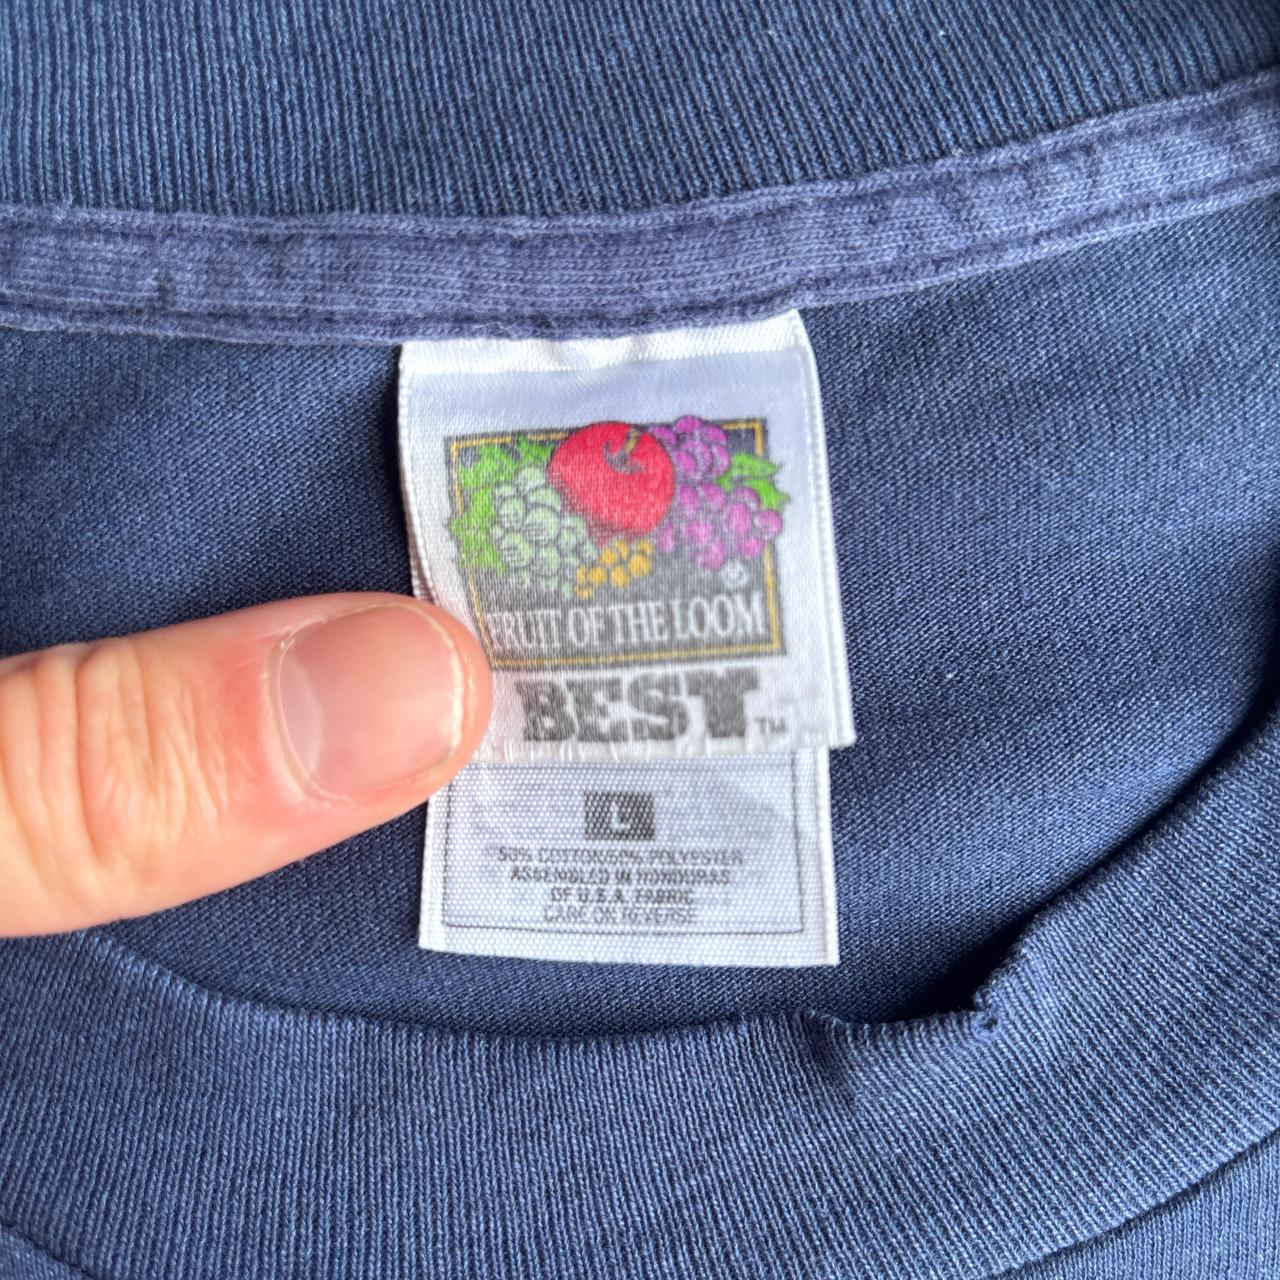 FRUIT OF THE LOOM
®
BEST™
L
50% COTTON/50% POLYESTER
ASSEMBLED IN HONDURAS
OF U.S.A. FABRIC
CARE ON REVERSE